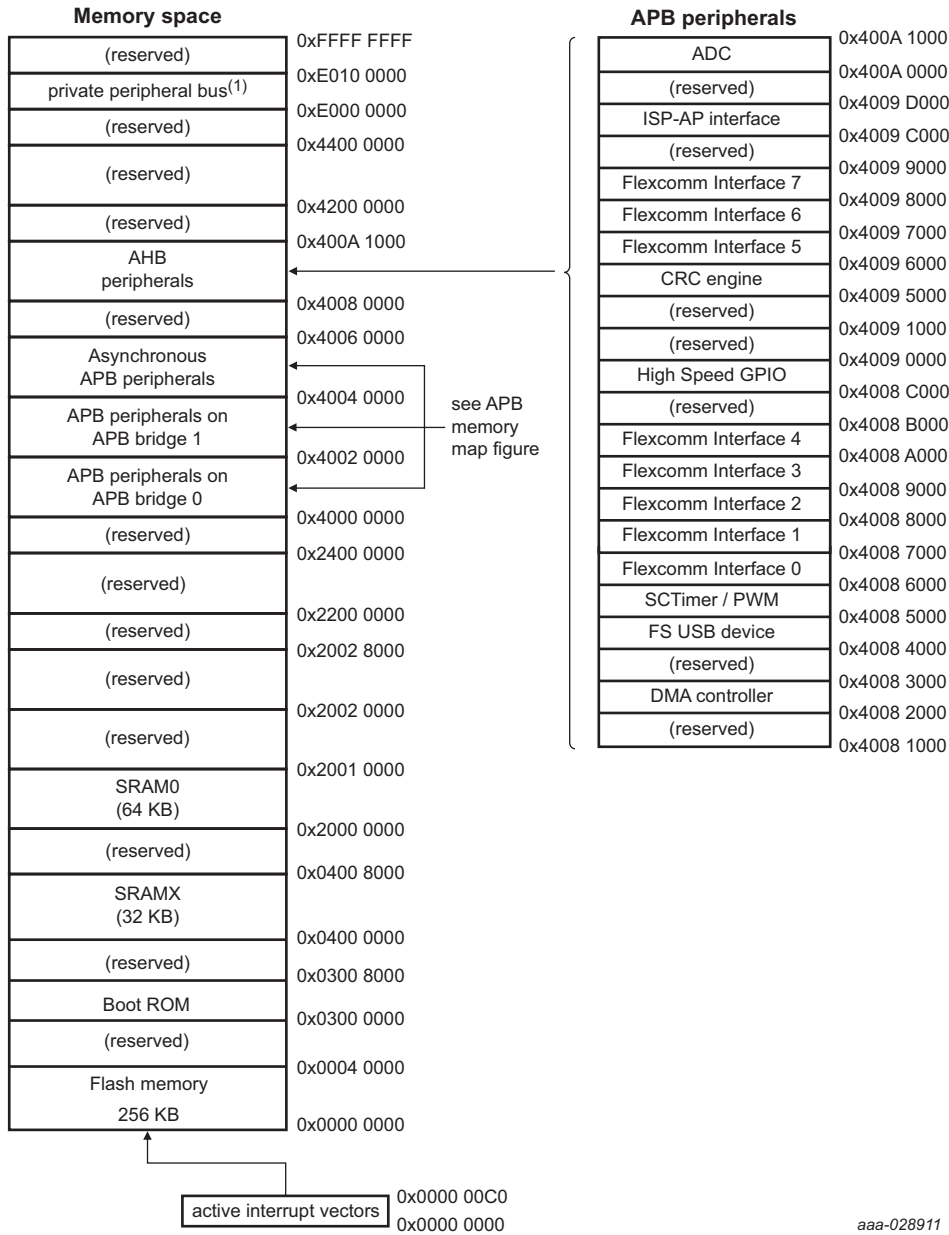 Memory space
(reserved)
0xFFFF FFFF
private peripheral bus(1)
0xE010 0000
(reserved)
0xE000 0000
(reserved)
0x4400 0000
(reserved)
0x4200 0000
AHB
peripherals
0x400A 1000
(reserved)
0x4008 0000
Asynchronous
APB peripherals
0x4006 0000
APB peripherals on
APB bridge 1
0x4004 0000
APB peripherals on
APB bridge 0
0x4002 0000
(reserved)
0x4000 0000
(reserved)
0x2400 0000
(reserved)
0x2200 0000
(reserved)
0x2002 8000
(reserved)
0x2002 0000
SRAM0
(64 KB)
0x2001 0000
(reserved)
0x2000 0000
SRAMX
(32 KB)
0x0400 8000
(reserved)
0x0400 0000
Boot ROM
0x0300 8000
(reserved)
0x0300 0000
Flash memory
256 KB
0x0004 0000
0x0000 0000
see APB
memory
map figure
active interrupt vectors
0x0000 00C0
0x0000 0000
APB peripherals
ADC
0x400A 1000
(reserved)
0x400A 0000
ISP-AP interface
0x4009 D000
(reserved)
0x4009 C000
Flexcomm Interface 7
0x4009 9000
Flexcomm Interface 6
0x4009 8000
Flexcomm Interface 5
0x4009 7000
CRC engine
0x4009 6000
(reserved)
0x4009 5000
(reserved)
0x4009 1000
High Speed GPIO
0x4009 0000
(reserved)
0x4008 C000
Flexcomm Interface 4
0x4008 B000
Flexcomm Interface 3
0x4008 A000
Flexcomm Interface 2
0x4008 9000
Flexcomm Interface 1
0x4008 8000
Flexcomm Interface 0
0x4008 7000
SCTimer / PWM
0x4008 6000
FS USB device
0x4008 5000
(reserved)
0x4008 4000
DMA controller
0x4008 3000
(reserved)
0x4008 2000
0x4008 1000
aaa-028911